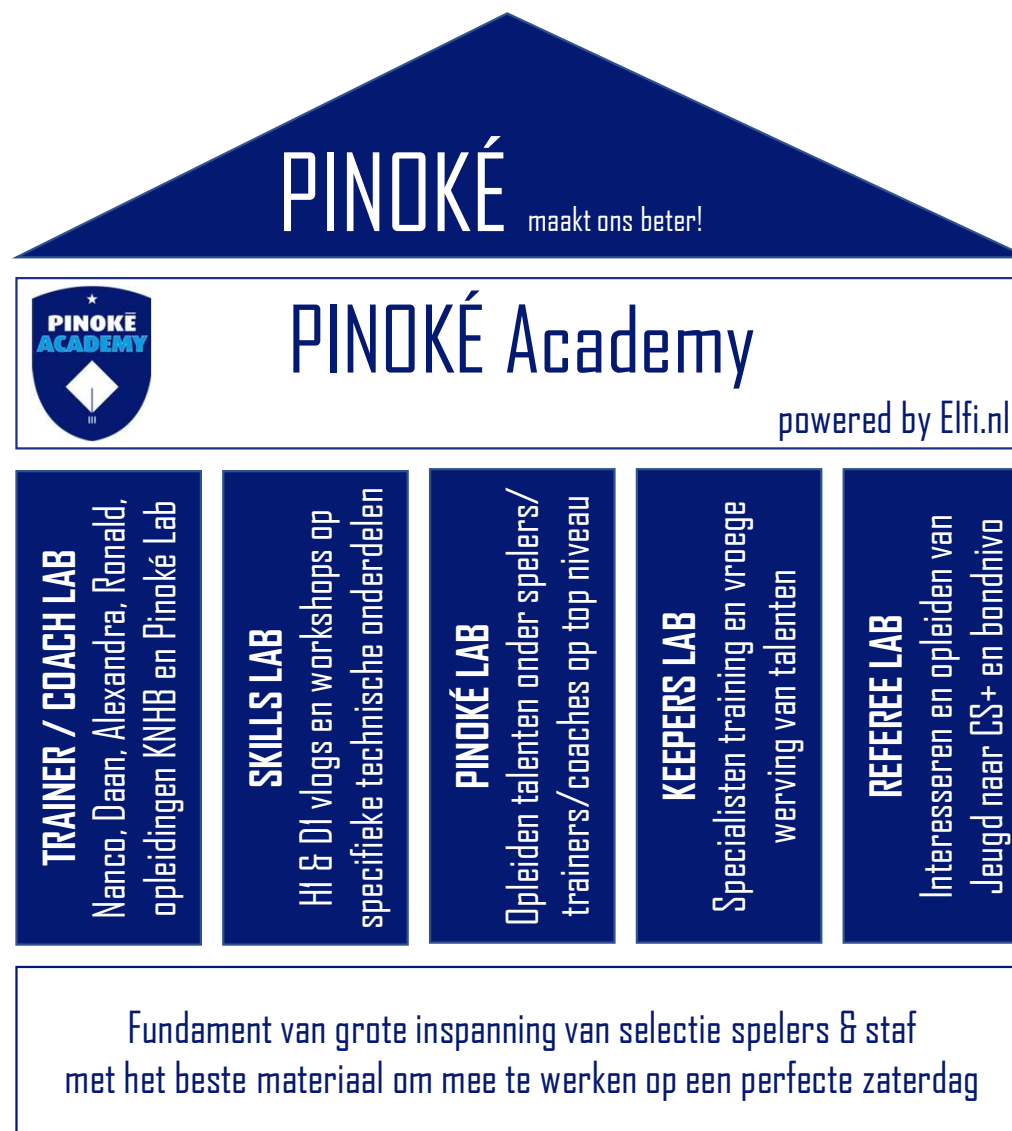 PINOKÉ maakt ons beter!
PINOKĒ
ACADEMY
PINOKÉ Academy
powered by Elfi.nl
TRAINER / COACH LAB
Nanco, Daan, Alexandra, Ronald,
opleidingen KNHB en Pinoké Lab
SKILLS LAB
H1 & D1 vlogs en workshops op
specifieke technische onderdelen
PINOKÉ LAB
Opleiden talenten onder spelers/
trainers/coaches op top niveau
KEEPERS LAB
Specialisten training en vroege
werving van talenten
REFEREE LAB
Interesseren en opleiden van
Jeugd naar CS+ en bondnivo
Fundament van grote inspanning van selectie spelers & staf
met het beste materiaal om mee te werken op een perfecte zaterdag